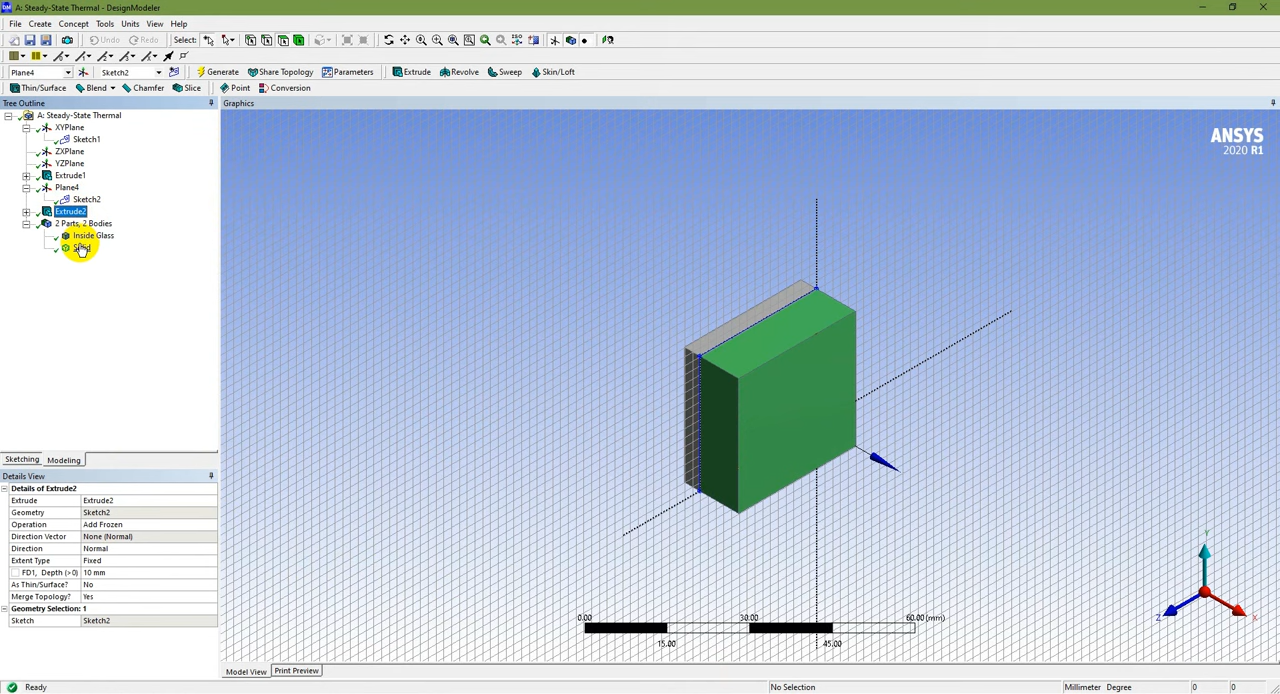 A: Steady-State Thermal - DesignModeler
File Create Concept Tools Units View Help
Undo Redo Select:
Plane4 Sketch2 Generate Share Topology Parameters Extrude Revolve Sweep Skin/Loft
Thin/Surface Blend Chamfer Slice Point Conversion
Tree Outline
Graphics
A: Steady-State Thermal
XYPlane
Sketch1
ZXPlane
YZPlane
Extrude1
Plane4
Sketch2
Extrude2
2 Parts, 2 Bodies
Inside Glass
Solid
Sketching Modeling
Details View
Details of Extrude2
Extrude Extrude2
Geometry Sketch2
Operation Add Frozen
Direction Vector None (Normal)
Direction Normal
Extent Type Fixed
FD1, Depth (>0) 10 mm
As Thin/Surface? No
Merge Topology? Yes
Geometry Selection: 1
Sketch Sketch2
ANSYS
2020 R1
0.00 30.00 60.00 (mm)
15.00 45.00
Y
Z X
Model View Print Preview
Ready No Selection Millimeter Degree 0 0